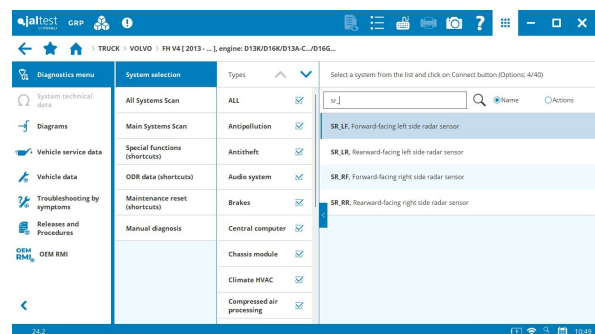 jaltest GRP
> TRUCK > VOLVO > FH V4 [ 2013 - ... ], engine: D13K/D16K/D13A-C.../D16G...
Diagnostics menu
System technical data
Diagrams
Vehicle service data
Vehicle data
Troubleshooting by symptoms
Releases and Procedures
OEM RMI OEM RMI
System selection
All Systems Scan
Main Systems Scan
Special functions (shortcuts)
ODR data (shortcuts)
Maintenance reset (shortcuts)
Manual diagnosis
Types
ALL
Antipollution
Antitheft
Audio system
Brakes
Central computer
Chassis module
Climate HVAC
Compressed air processing
Select a system from the list and click on Connect button (Options: 4/40)
sr_
Name Actions
SR_LF, Forward-facing left side radar sensor
SR_LR, Rearward-facing left side radar sensor
SR_RF, Forward-facing right side radar sensor
SR_RR, Rearward-facing right side radar sensor
24.2
10:49